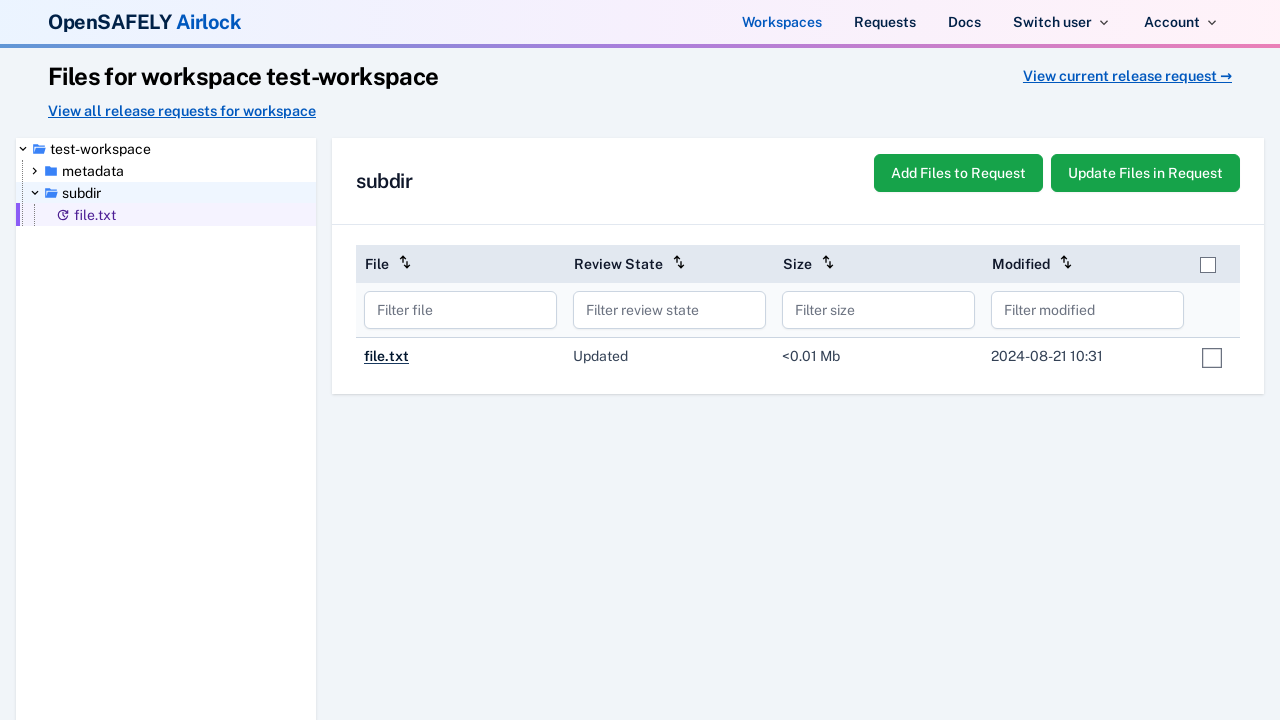 OpenSAFELY Airlock
Workspaces
Requests
Docs
Switch user
Account
Files for workspace test-workspace
View current release request →
View all release requests for workspace
test-workspace
metadata
subdir
file.txt
subdir
Add Files to Request
Update Files in Request
File
Review State
Size
Modified
Filter file
Filter review state
Filter size
Filter modified
file.txt
Updated
<0.01 Mb
2024-08-21 10:31